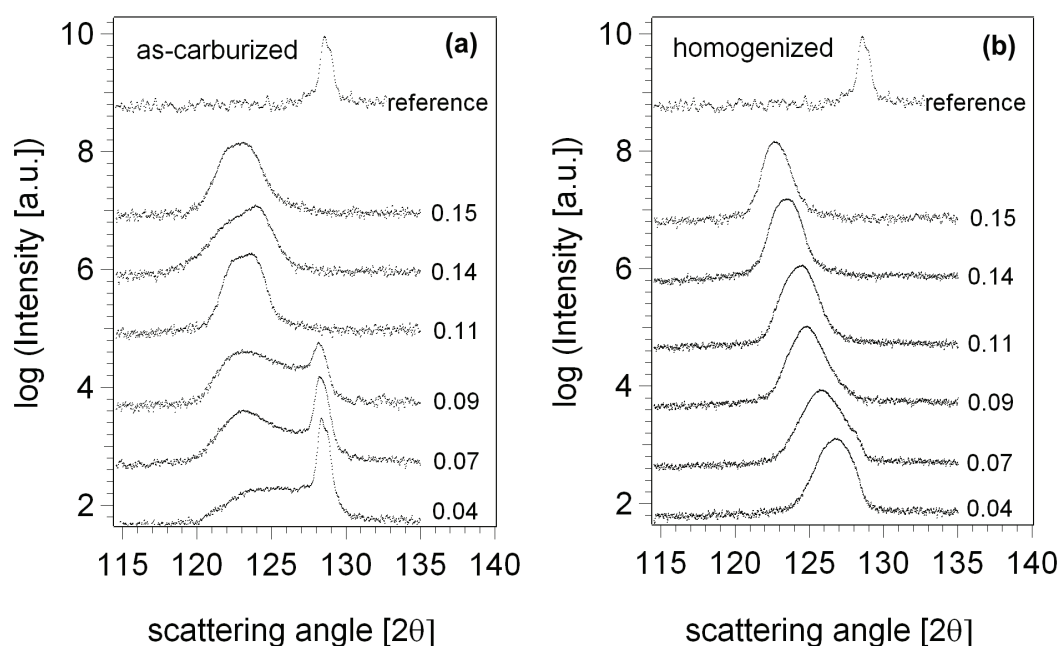 as-carburized
(a)
reference
0.15
0.14
0.11
0.09
0.07
0.04
10
8
6
4
2
115 120 125 130 135 140
log (Intensity [a.u.])
scattering angle [2θ]
homogenized
(b)
reference
0.15
0.14
0.11
0.09
0.07
0.04
10
8
6
4
2
115 120 125 130 135 140
log (Intensity [a.u.])
scattering angle [2θ]